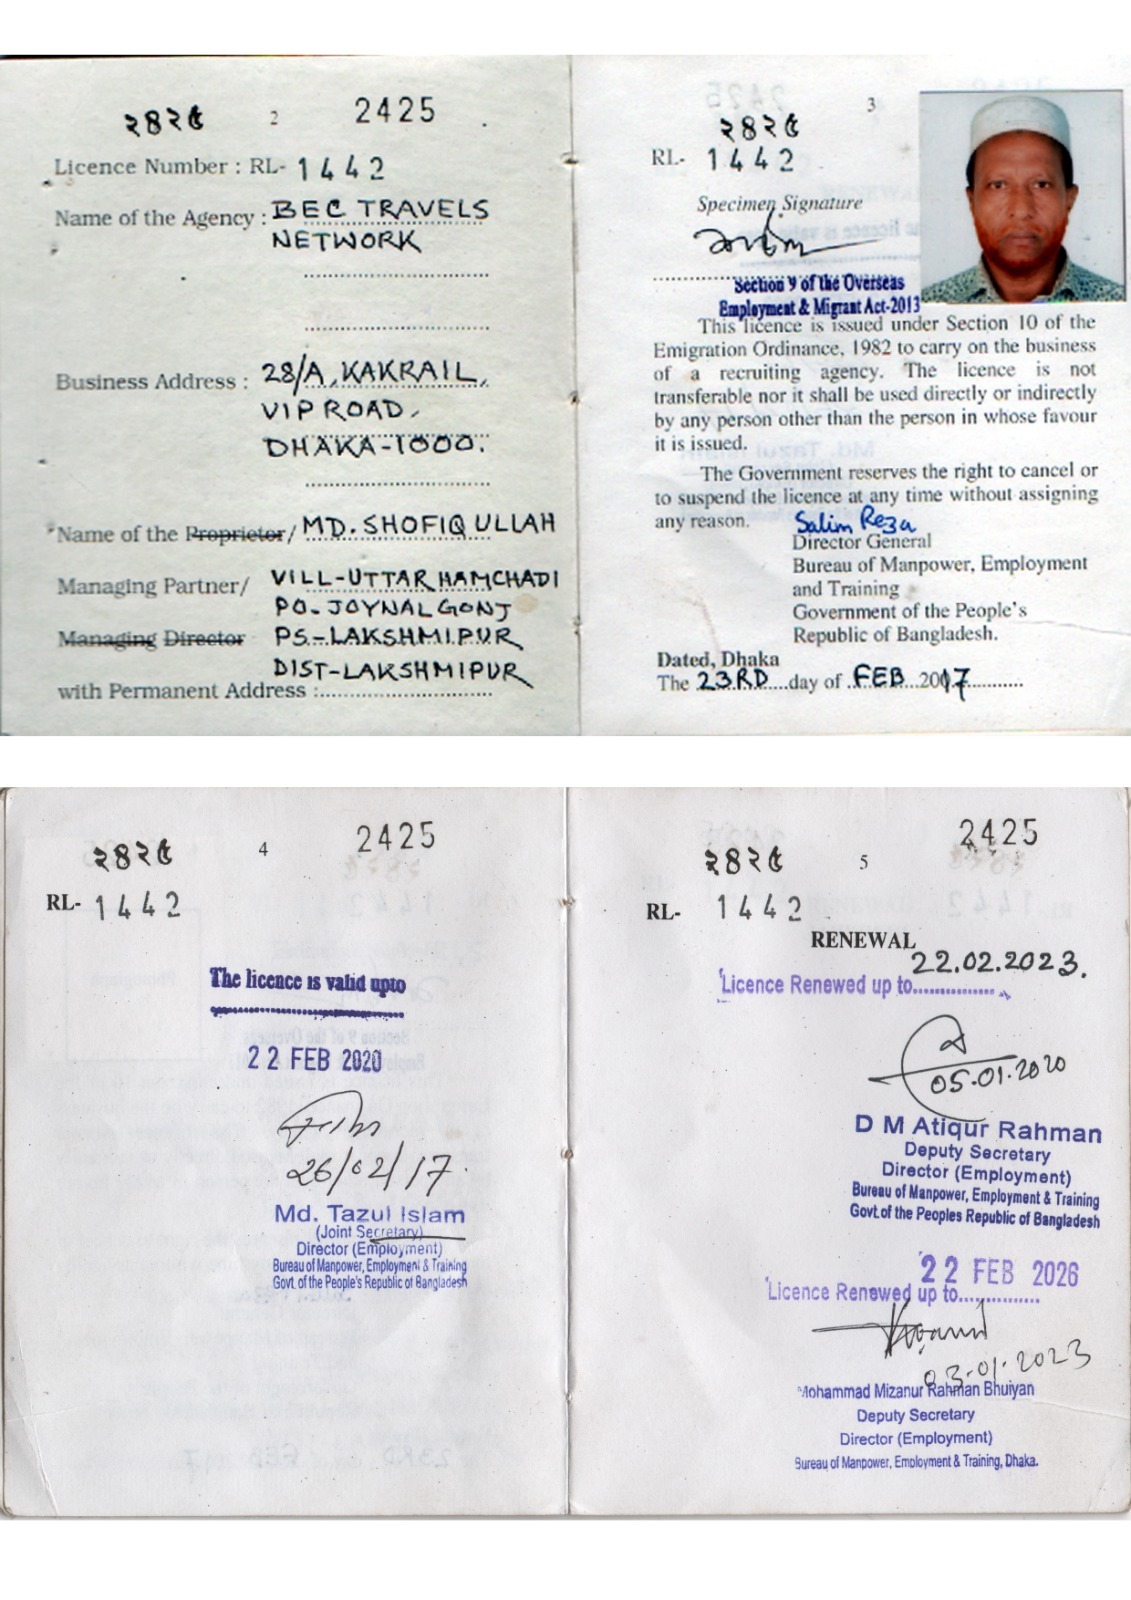 ২৪২৫ 2 2425
Licence Number : RL- 1442
Name of the Agency : BEC TRAVELS
NETWORK
Business Address : 28/A, KAKRAIL,
VIP ROAD,
DHAKA-1000.
Name of the Proprietor/ MD. SHOFIQ ULLAH
Managing Partner/ VILL-UTTAR HAMCHADI
PO-JOYNALGONJ
Managing Director PS-LAKSHMIPUR
DIST-LAKSHMIPUR
with Permanent Address :
3
২৪২৫
RL- 1442
Specimen Signature
Section 9 of the Overseas
Employment & Migrant Act-2013
This licence is issued under Section 10 of the
Emigration Ordinance, 1982 to carry on the business
of a recruiting agency. The licence is not
transferable nor it shall be used directly or indirectly
by any person other than the person in whose favour
it is issued.
The Government reserves the right to cancel or
to suspend the licence at any time without assigning
any reason. Salim Reza
Director General
Bureau of Manpower, Employment
and Training
Government of the People's
Republic of Bangladesh.
Dated, Dhaka
The 23RD day of FEB 2017
২৪২৫ 4 2425
RL- 1442
The licence is valid upto
22 FEB 2020
26/02/17.
Md. Tazul Islam
(Joint Secretary)
Director (Employment)
Bureau of Manpower, Employment & Training
Govt. of the People's Republic of Bangladesh
২৪২৫ 5 2425
RL- 1442
RENEWAL
22.02.2023.
Licence Renewed up to
05.01.2020
D M Atiqur Rahman
Deputy Secretary
Director (Employment)
Bureau of Manpower, Employment & Training
Govt.of the Peoples Republic of Bangladesh
22 FEB 2026
Licence Renewed up to
03.01.2023
Mohammad Mizanur Rahman Bhuiyan
Deputy Secretary
Director (Employment)
Bureau of Manpower, Employment & Training, Dhaka.